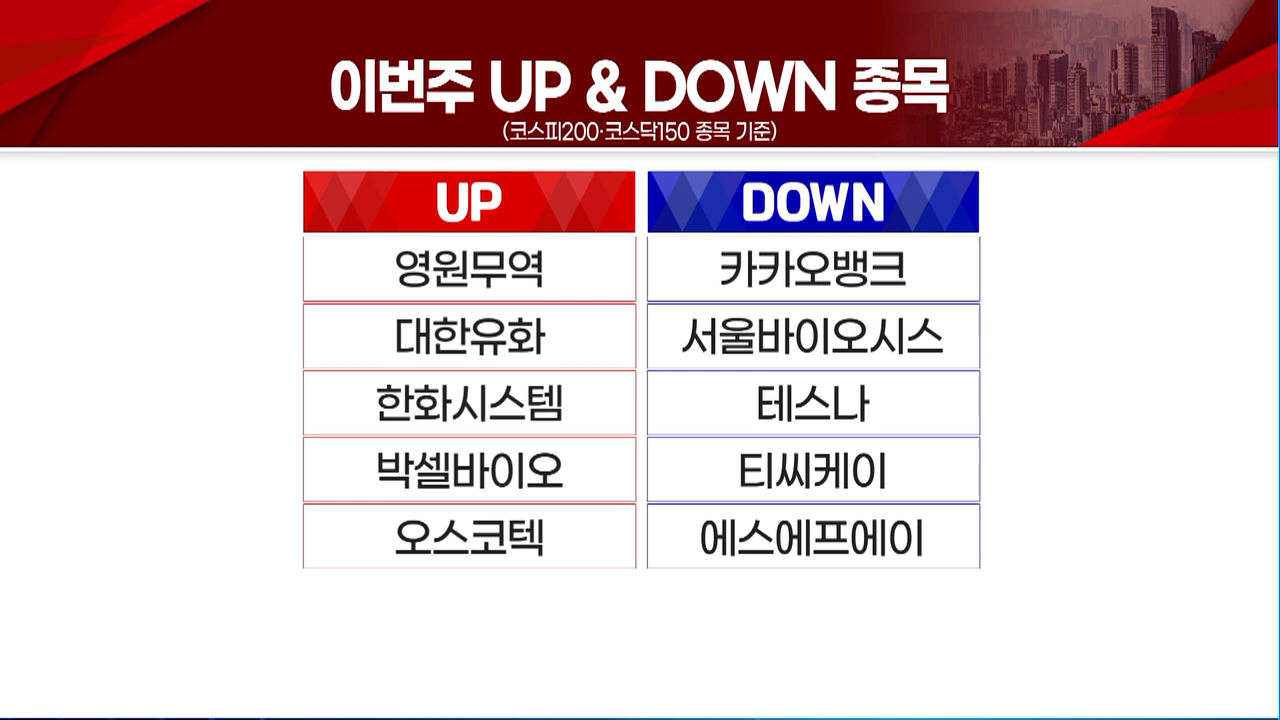 이번주 UP & DOWN 종목
(코스피200·코스닥150 종목 기준)
UP DOWN
영원무역 카카오뱅크
대한유화 서울바이오시스
한화시스템 테스나
박셀바이오 티씨케이
오스코텍 에스에프에이